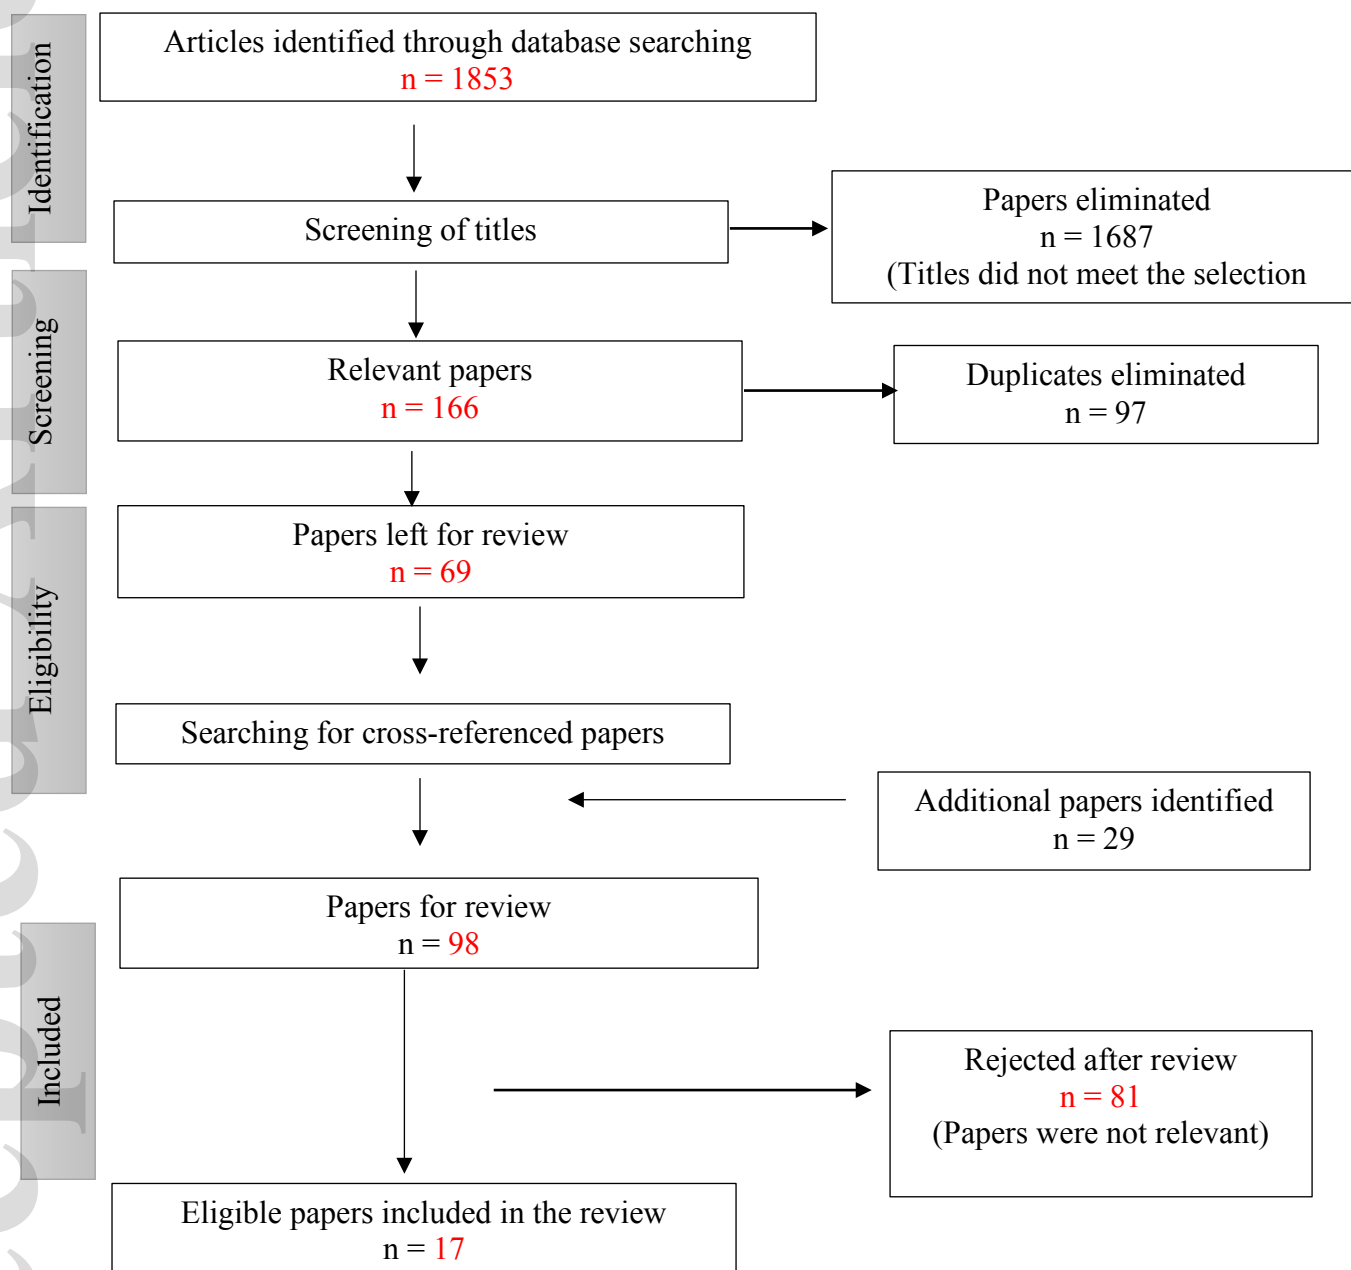 Identification
Articles identified through database searching
n = 1853
Screening of titles
Papers eliminated
n = 1687
(Titles did not meet the selection
Screening
Relevant papers
n = 166
Duplicates eliminated
n = 97
Eligibility
Papers left for review
n = 69
Searching for cross-referenced papers
Additional papers identified
n = 29
Papers for review
n = 98
Included
Rejected after review
n = 81
(Papers were not relevant)
Eligible papers included in the review
n = 17